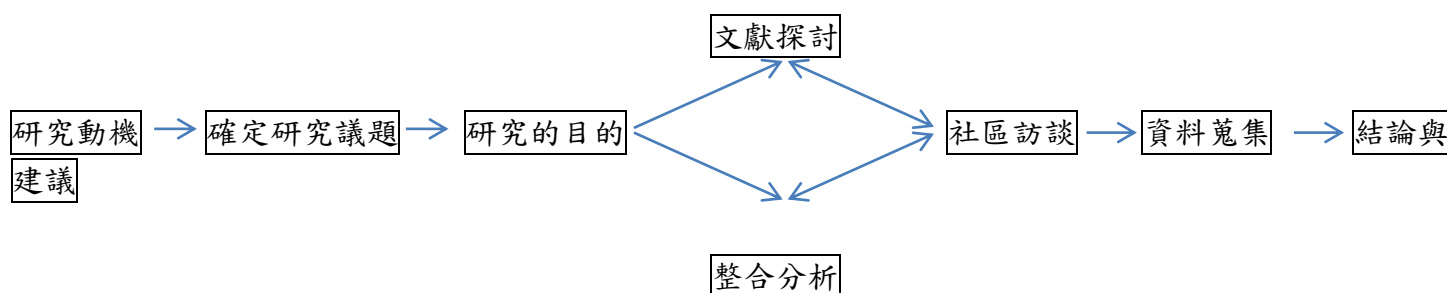 文獻探討
研究動機 確定研究議題 研究的目的 社區訪談 資料蒐集 結論與
建議
整合分析